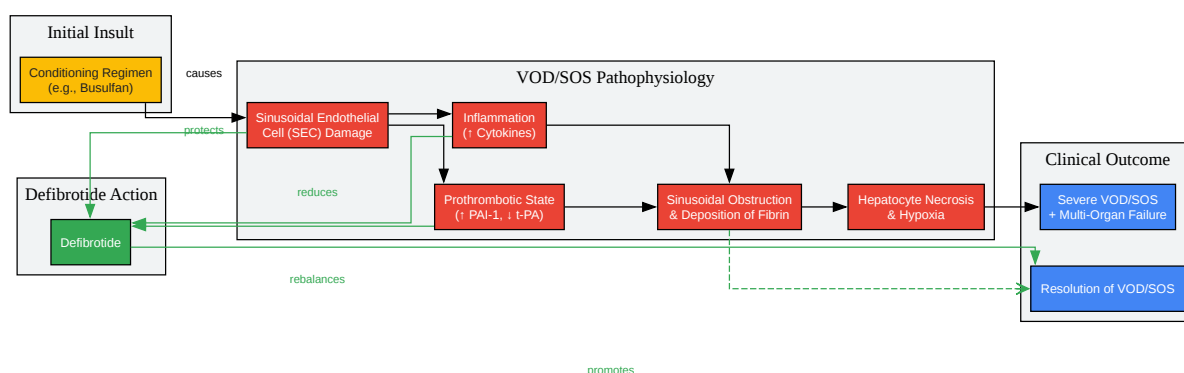 Initial Insult
Conditioning Regimen
(e.g., Busulfan)
causes
VOD/SOS Pathophysiology
Sinusoidal Endothelial
Cell (SEC) Damage
Inflammation
(↑ Cytokines)
protects
reduces
Defibrotide Action
Defibrotide
Prothrombotic State
(↑ PAI-1, ↓ t-PA)
Sinusoidal Obstruction
& Deposition of Fibrin
Hepatocyte Necrosis
& Hypoxia
Clinical Outcome
Severe VOD/SOS
+ Multi-Organ Failure
Resolution of VOD/SOS
rebalances
promotes